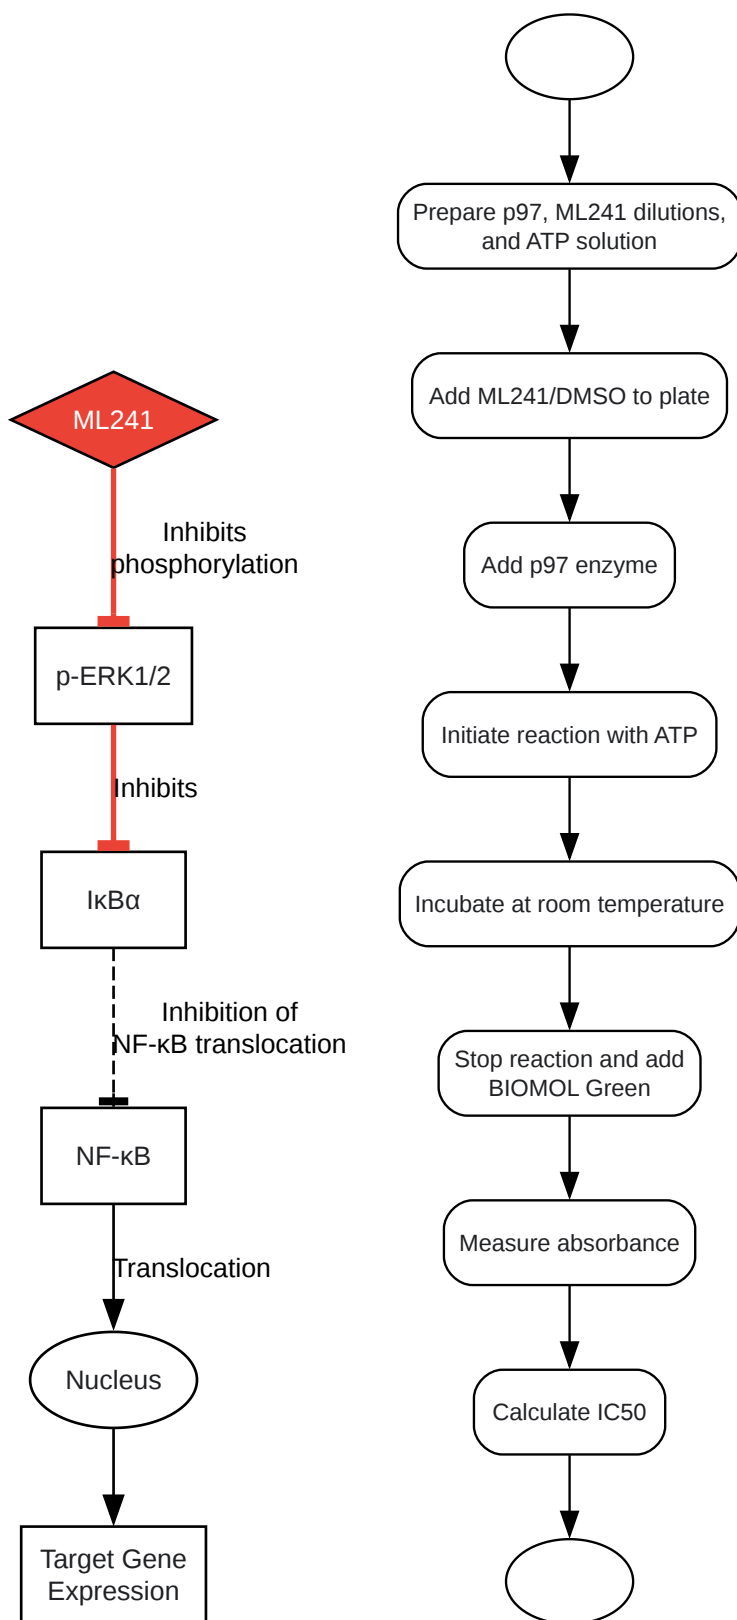 ML241
Inhibits
phosphorylation
p-ERK1/2
Inhibits
IκBα
Inhibition of
NF-κB translocation
NF-κB
Translocation
Nucleus
Target Gene
Expression
Prepare p97, ML241 dilutions,
and ATP solution
Add ML241/DMSO to plate
Add p97 enzyme
Initiate reaction with ATP
Incubate at room temperature
Stop reaction and add
BIOMOL Green
Measure absorbance
Calculate IC50